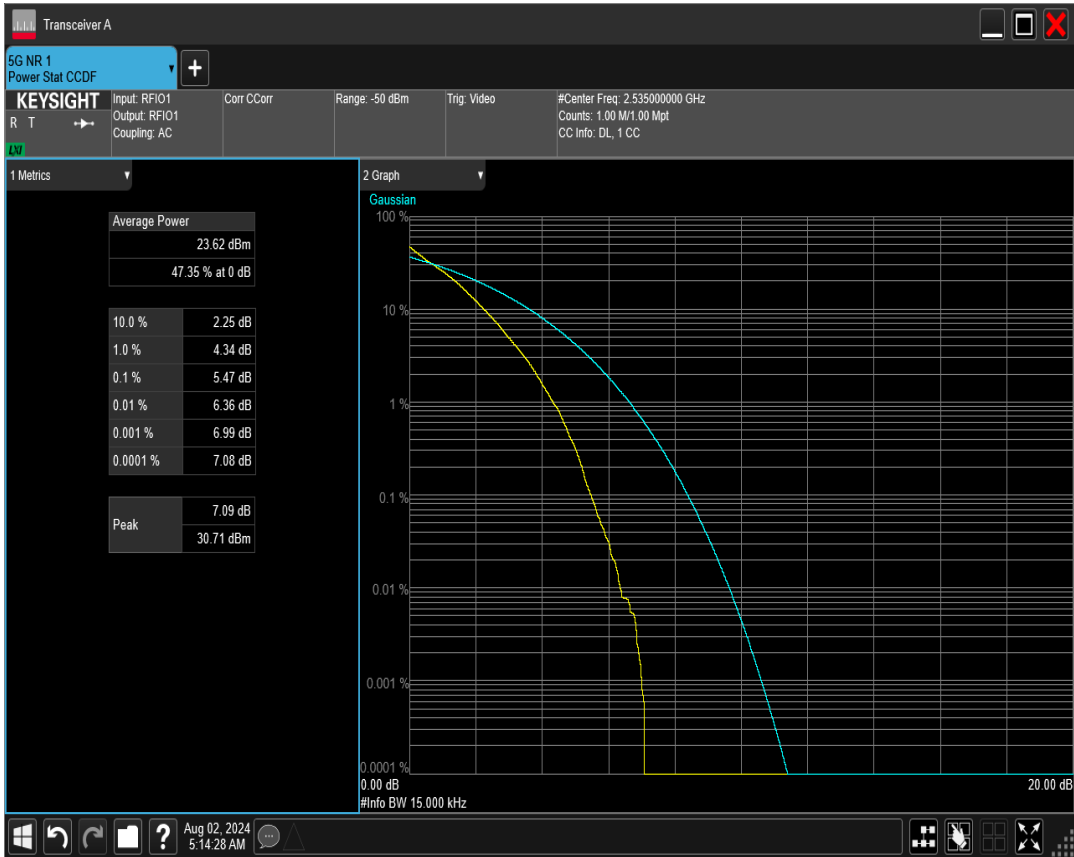 Transceiver A
5G NR 1
Power Stat CCDF
+
KEYSIGHT
R T
LXI
Input: RFIO1
Output: RFIO1
Coupling: AC
Corr CCorr
Range: -50 dBm
Trig: Video
#Center Freq: 2.535000000 GHz
Counts: 1.00 M/1.00 Mpt
CC Info: DL, 1 CC
1 Metrics
Average Power
23.62 dBm
47.35 % at 0 dB
10.0 % 2.25 dB
1.0 % 4.34 dB
0.1 % 5.47 dB
0.01 % 6.36 dB
0.001 % 6.99 dB
0.0001 % 7.08 dB
Peak 7.09 dB
30.71 dBm
2 Graph
Gaussian
100 %
10 %
1 %
0.1 %
0.01 %
0.001 %
0.0001 %
0.00 dB 20.00 dB
#Info BW 15.000 kHz
? Aug 02, 2024
5:14:28 AM